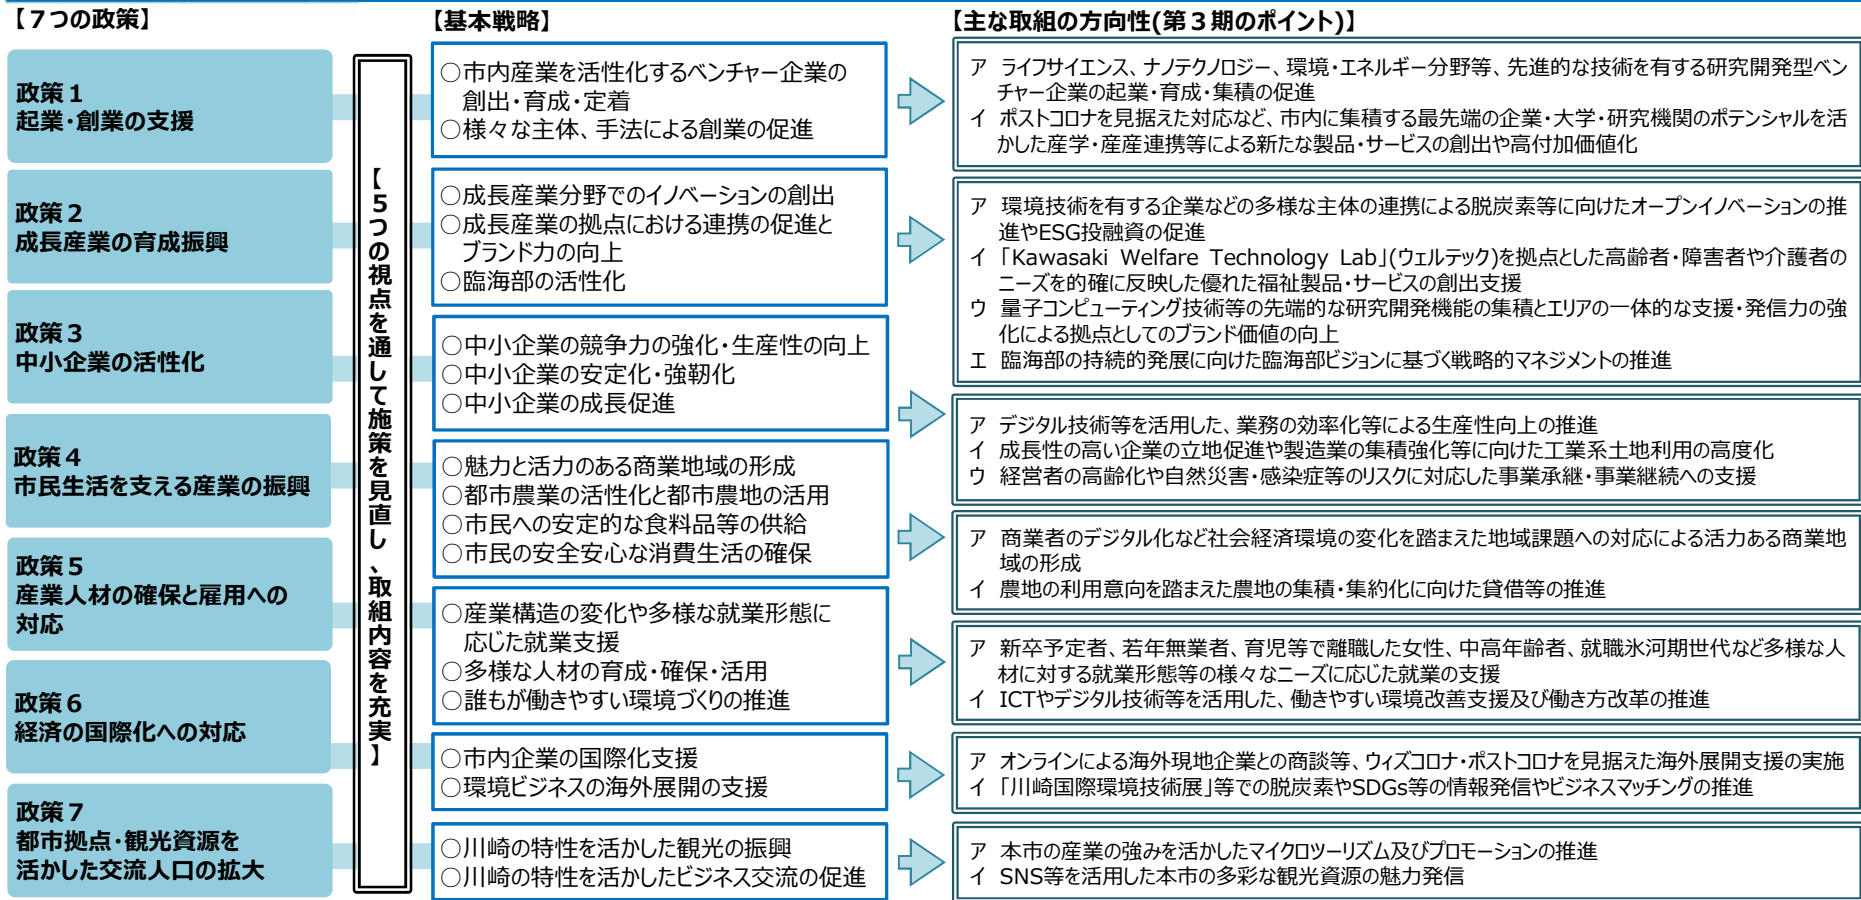 【７つの政策】
【基本戦略】
【主な取組の方向性(第３期のポイント)】
政策１
起業・創業の支援
政策２
成長産業の育成振興
政策３
中小企業の活性化
政策４
市民生活を支える産業の振興
政策５
産業人材の確保と雇用への
対応
政策６
経済の国際化への対応
政策７
都市拠点・観光資源を
活かした交流人口の拡大
【５つの視点を通して施策を見直し、取組内容を充実】
○市内産業を活性化するベンチャー企業の
創出・育成・定着
○様々な主体、手法による創業の促進
○成長産業分野でのイノベーションの創出
○成長産業の拠点における連携の促進と
ブランド力の向上
○臨海部の活性化
○中小企業の競争力の強化・生産性の向上
○中小企業の安定化・強靭化
○中小企業の成長促進
○魅力と活力のある商業地域の形成
○都市農業の活性化と都市農地の活用
○市民への安定的な食料品等の供給
○市民の安全安心な消費生活の確保
○産業構造の変化や多様な就業形態に
応じた就業支援
○多様な人材の育成・確保・活用
○誰もが働きやすい環境づくりの推進
○市内企業の国際化支援
○環境ビジネスの海外展開の支援
○川崎の特性を活かした観光の振興
○川崎の特性を活かしたビジネス交流の促進
ア ライフサイエンス、ナノテクノロジー、環境・エネルギー分野等、先進的な技術を有する研究開発型ベン
チャー企業の起業・育成・集積の促進
イ ポストコロナを見据えた対応など、市内に集積する最先端の企業・大学・研究機関のポテンシャルを活
かした産学・産産連携等による新たな製品・サービスの創出や高付加価値化
ア 環境技術を有する企業などの多様な主体の連携による脱炭素等に向けたオープンイノベーションの推
進やESG投融資の促進
イ 「Kawasaki Welfare Technology Lab」(ウェルテック)を拠点とした高齢者・障害者や介護者の
ニーズを的確に反映した優れた福祉製品・サービスの創出支援
ウ 量子コンピューティング技術等の先端的な研究開発機能の集積とエリアの一体的な支援・発信力の強
化による拠点としてのブランド価値の向上
エ 臨海部の持続的発展に向けた臨海部ビジョンに基づく戦略的マネジメントの推進
ア デジタル技術等を活用した、業務の効率化等による生産性向上の推進
イ 成長性の高い企業の立地促進や製造業の集積強化等に向けた工業系土地利用の高度化
ウ 経営者の高齢化や自然災害・感染症等のリスクに対応した事業承継・事業継続への支援
ア 商業者のデジタル化など社会経済環境の変化を踏まえた地域課題への対応による活力ある商業地
域の形成
イ 農地の利用意向を踏まえた農地の集積・集約化に向けた貸借等の推進
ア 新卒予定者、若年無業者、育児等で離職した女性、中高年齢者、就職氷河期世代など多様な人
材に対する就業形態等の様々なニーズに応じた就業の支援
イ ICTやデジタル技術等を活用した、働きやすい環境改善支援及び働き方改革の推進
ア オンラインによる海外現地企業との商談等、ウィズコロナ・ポストコロナを見据えた海外展開支援の実施
イ 「川崎国際環境技術展」等での脱炭素やSDGs等の情報発信やビジネスマッチングの推進
ア 本市の産業の強みを活かしたマイクロツーリズム及びプロモーションの推進
イ SNS等を活用した本市の多彩な観光資源の魅力発信